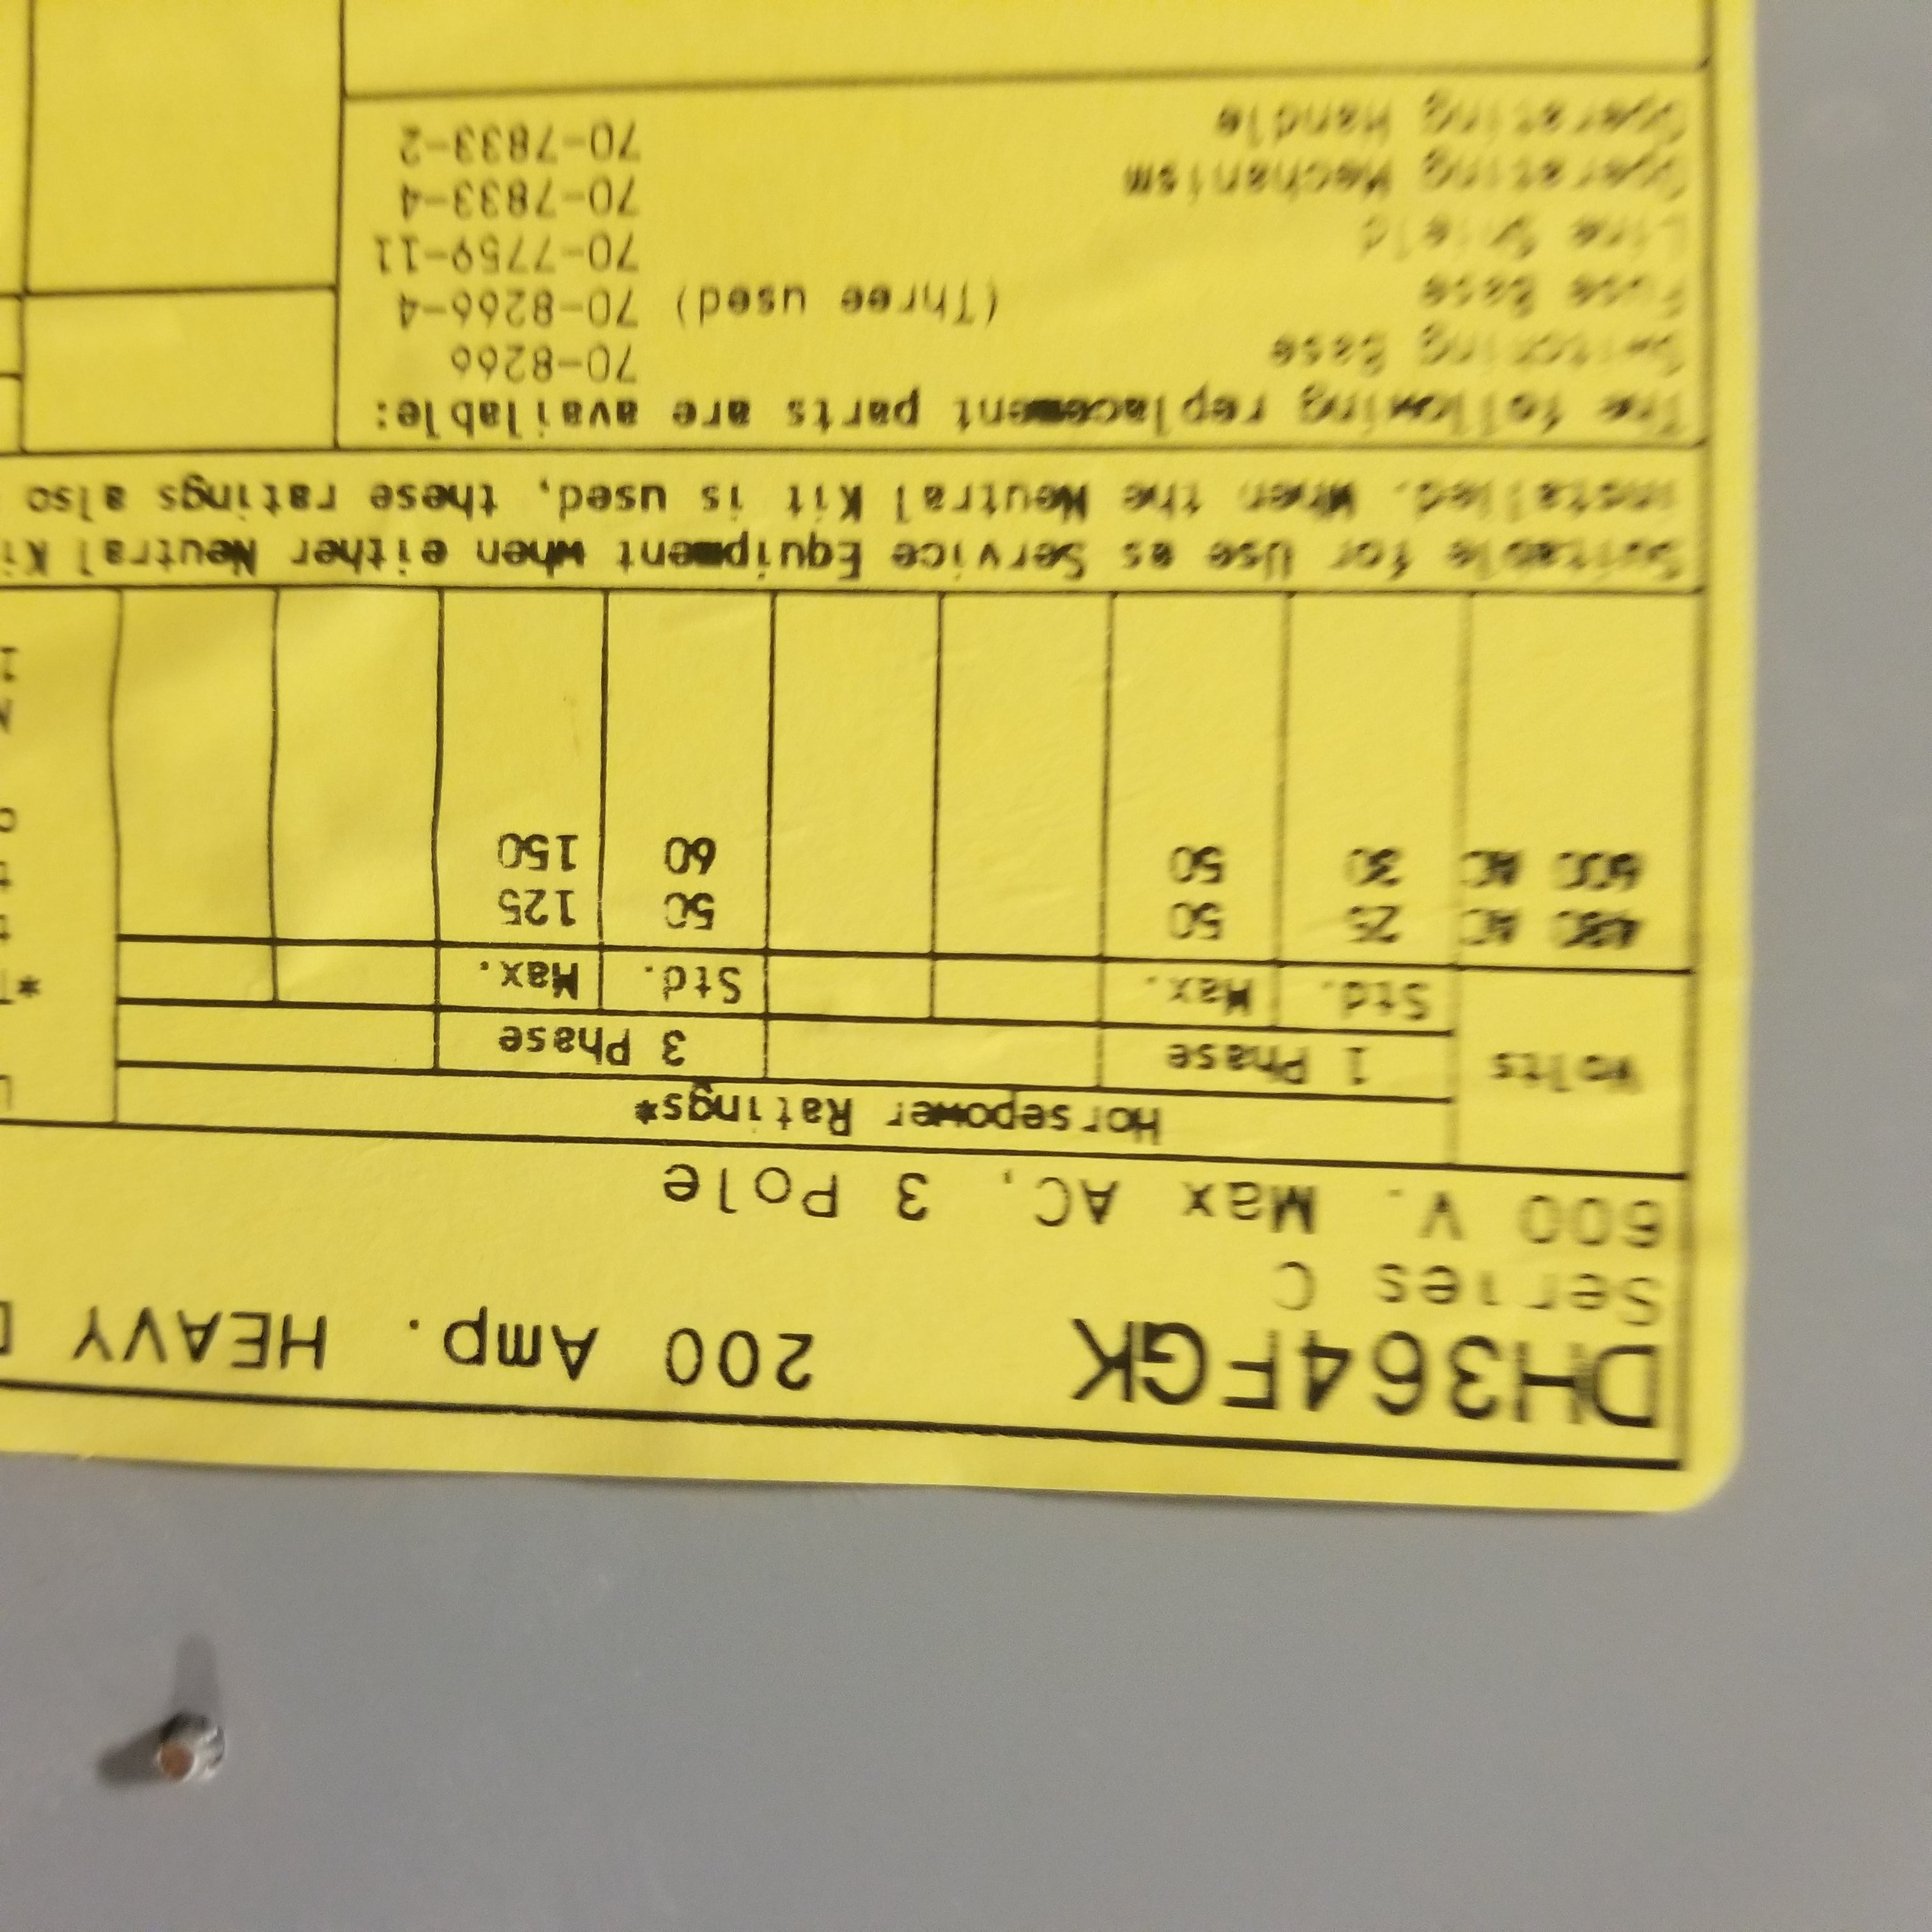 DH364FGK 200 Amp. HEAVY
Series C
600 V. Max AC, 3 Pole
Horsepower Ratings*
Volts 1 Phase 3 Phase
Std. Max. Std. Max.
480 AC 25 50 50 125
600 AC 30 50 60 150
Suitable for Use as Service Equipment when either Neutral Ki
installed. When the Neutral Kit is used, these ratings also
The following replacement parts are available:
Switching Base 70-8266
Fuse Base (Three used) 70-8266-4
Line Shield 70-7759-11
Operating Mechanism 70-7833-4
Operating Handle 70-7833-2